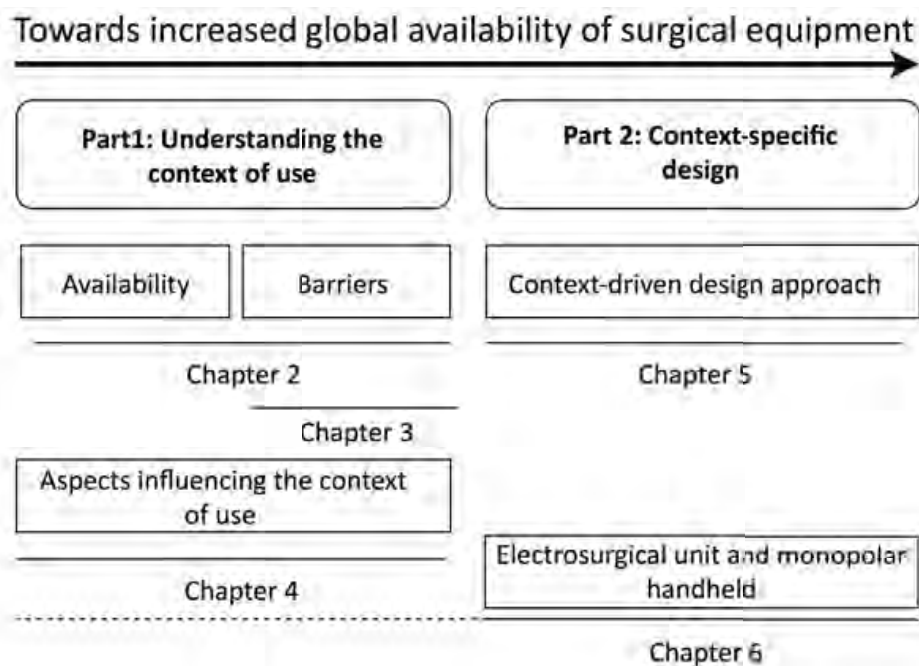 Towards increased global availability of surgical equipment
Part1: Understanding the
context of use
Part 2: Context-specific
design
Availability
Barriers
Context-driven design approach
Chapter 2
Chapter 5
Chapter 3
Aspects influencing the context
of use
Electrosurgical unit and monopolar
handheld
Chapter 4
Chapter 6